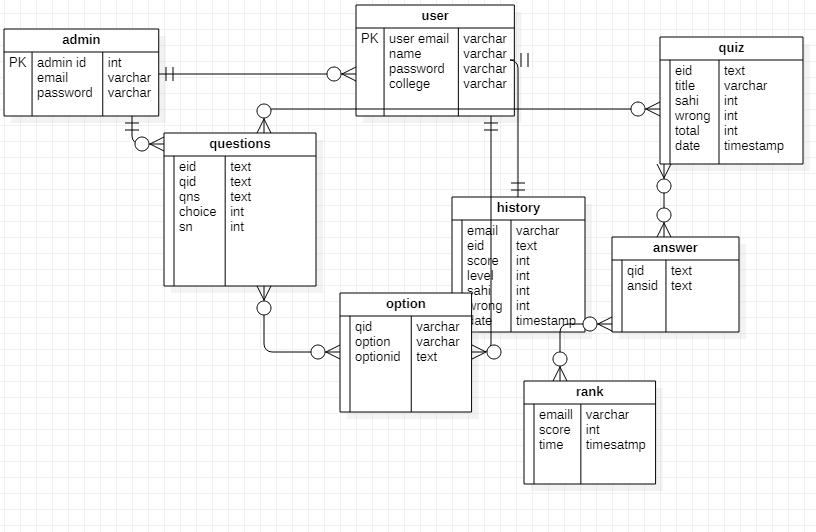 admin
PK admin id int
email varchar
password varchar
user
PK user email varchar
name varchar
password varchar
college varchar
quiz
eid text
title varchar
sahi int
wrong int
total int
date timestamp
questions
eid text
qid text
qns text
choice int
sn int
history
email varchar
eid text
score int
level int
sahi int
wrong int
date timestamp
answer
qid text
ansid text
option
qid varchar
option varchar
optionid text
rank
emaill varchar
score int
time timesatmp